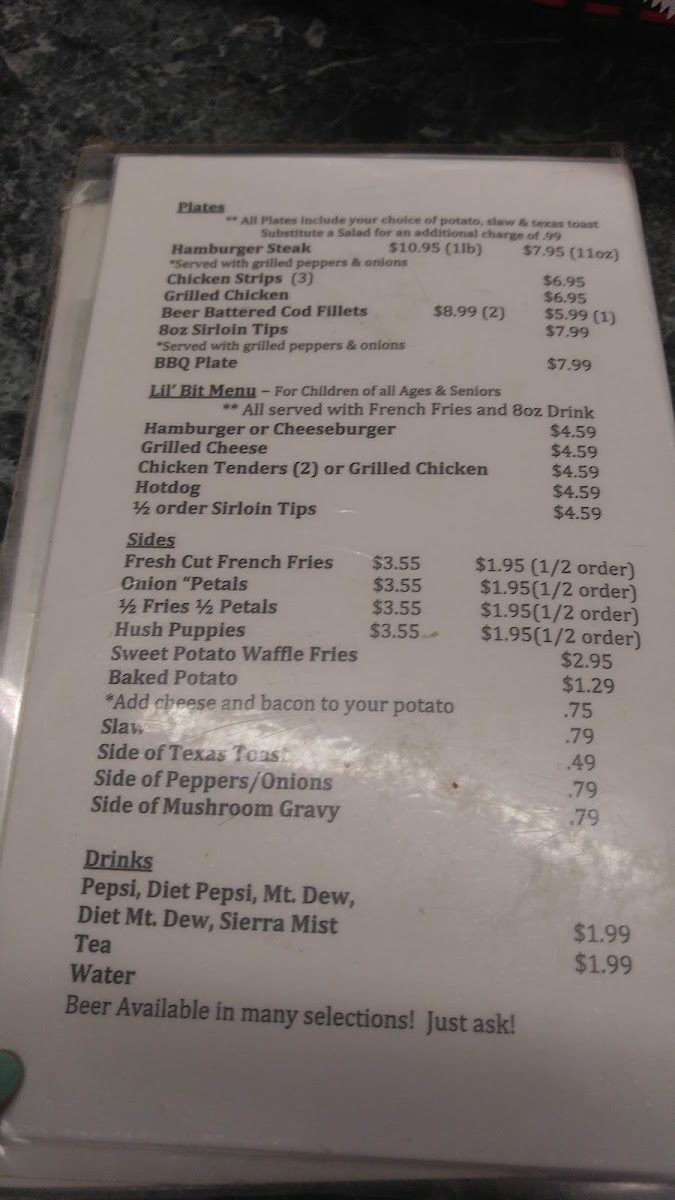 Plates
** All Plates include your choice of potato, slaw & texas toast
Substitute a Salad for an additional charge of .99
Hamburger Steak $10.95 (1lb) $7.95 (11oz)
*Served with grilled peppers & onions
Chicken Strips (3) $6.95
Grilled Chicken $6.95
Beer Battered Cod Fillets $8.99 (2) $5.99 (1)
8oz Sirloin Tips $7.99
*Served with grilled peppers & onions
BBQ Plate $7.99
Lil' Bit Menu – For Children of all Ages & Seniors
** All served with French Fries and 8oz Drink
Hamburger or Cheeseburger $4.59
Grilled Cheese $4.59
Chicken Tenders (2) or Grilled Chicken $4.59
Hotdog $4.59
½ order Sirloin Tips $4.59
Sides
Fresh Cut French Fries $3.55 $1.95 (1/2 order)
Onion "Petals $3.55 $1.95(1/2 order)
½ Fries ½ Petals $3.55 $1.95(1/2 order)
Hush Puppies $3.55 $1.95(1/2 order)
Sweet Potato Waffle Fries $2.95
Baked Potato $1.29
*Add cheese and bacon to your potato .75
Slaw .79
Side of Texas Toast .49
Side of Peppers/Onions .79
Side of Mushroom Gravy .79
Drinks
Pepsi, Diet Pepsi, Mt. Dew,
Diet Mt. Dew, Sierra Mist $1.99
Tea $1.99
Water
Beer Available in many selections! Just ask!